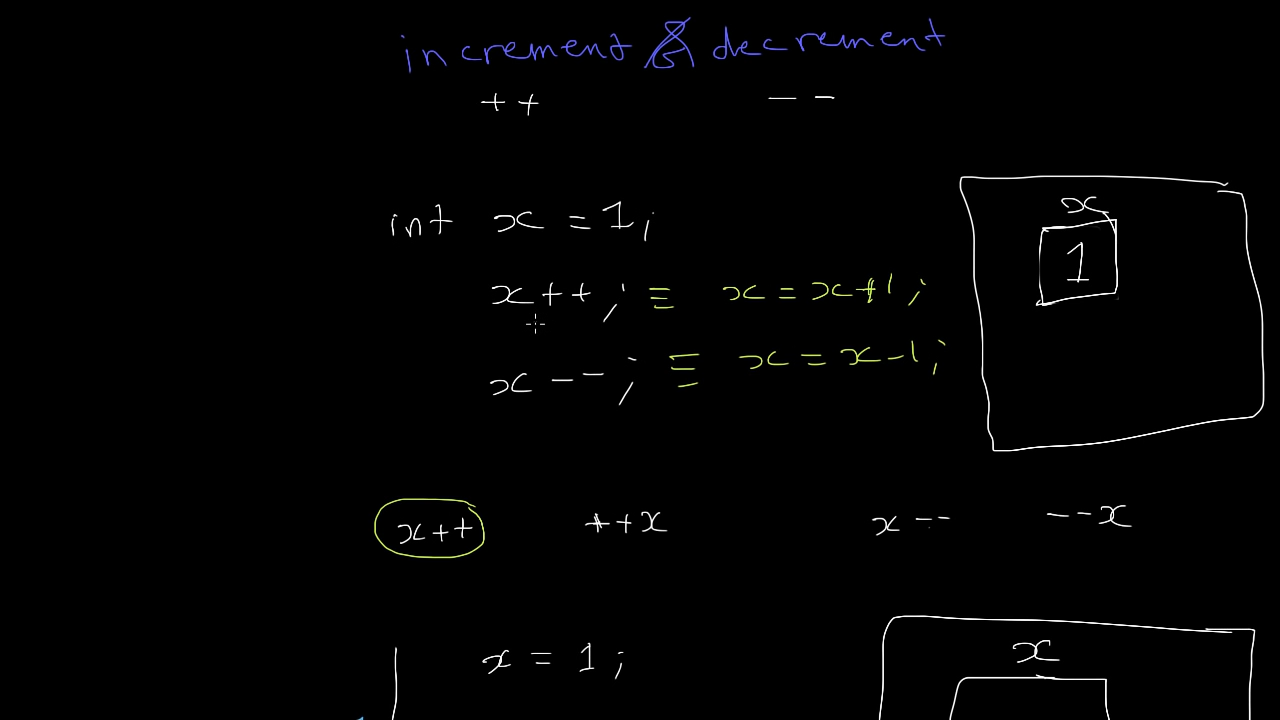 increment & decrement
++ --
int x = 1;
x
1
x++; ≡ x = x+1;
x--; ≡ x = x-1;
x++ ++x x-- --x
x = 1;
x